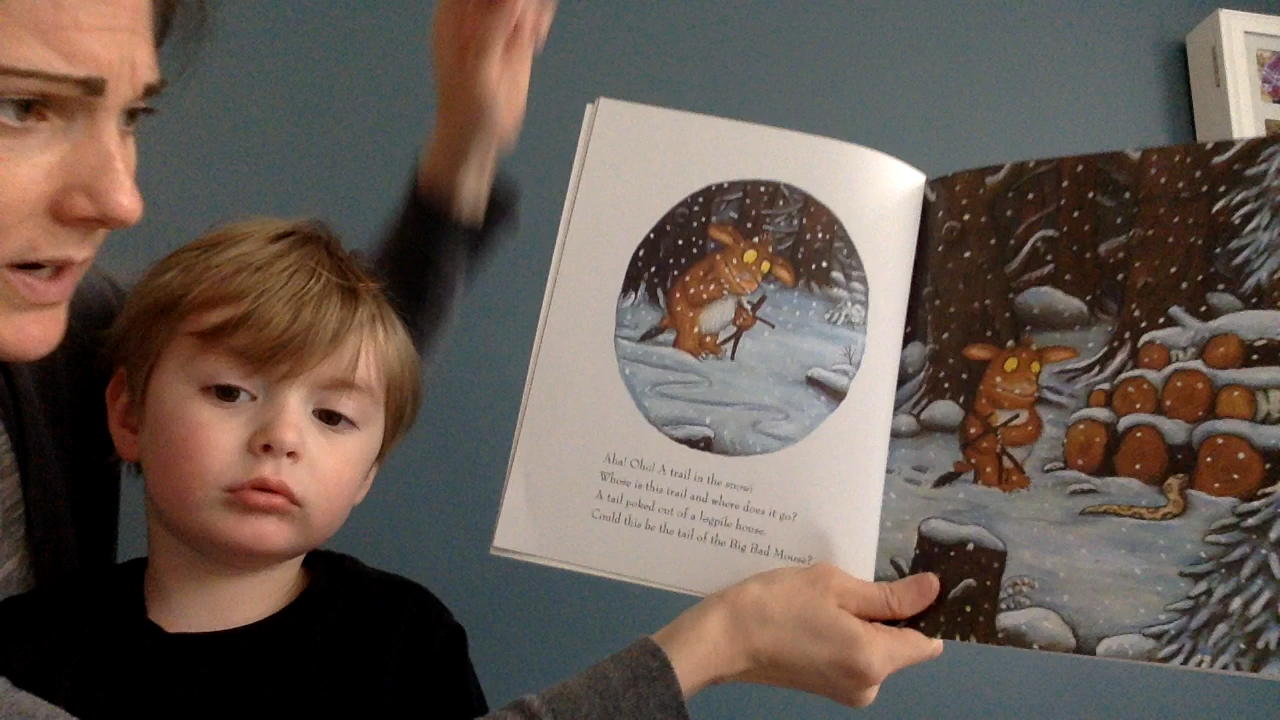 Aha! Oho! A trail in the snow!
Whose is this trail and where does it go?
A tail poked out of a logpile house.
Could this be the tail of the Big Bad Mouse?